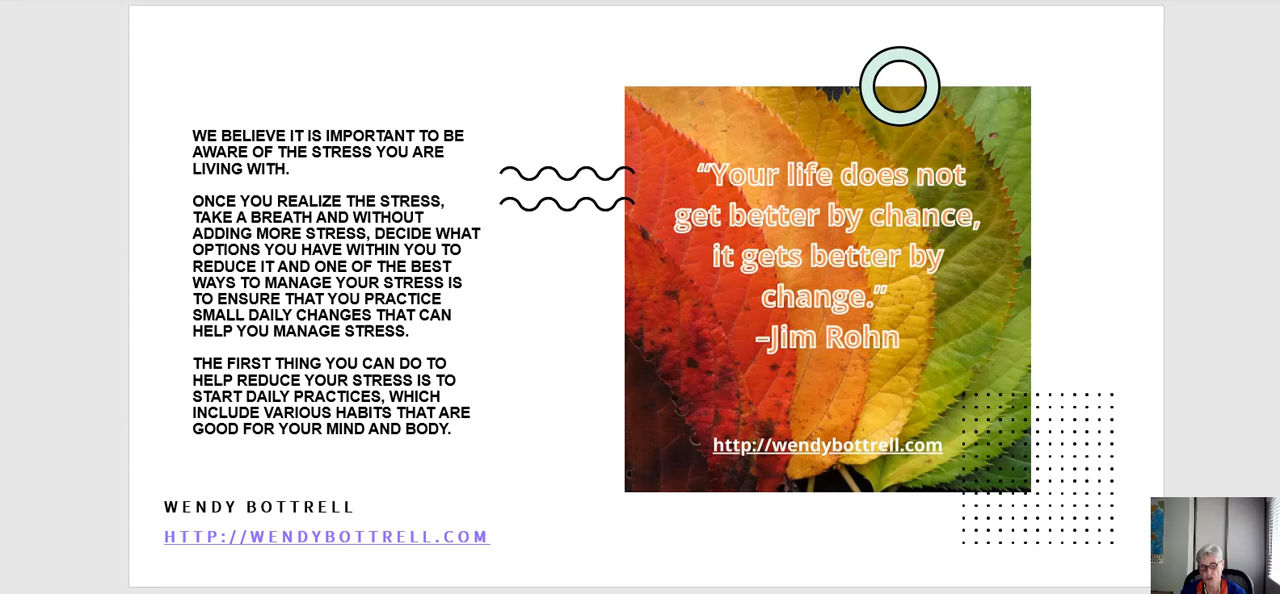 WE BELIEVE IT IS IMPORTANT TO BE
AWARE OF THE STRESS YOU ARE
LIVING WITH.
ONCE YOU REALIZE THE STRESS,
TAKE A BREATH AND WITHOUT
ADDING MORE STRESS, DECIDE WHAT
OPTIONS YOU HAVE WITHIN YOU TO
REDUCE IT AND ONE OF THE BEST
WAYS TO MANAGE YOUR STRESS IS
TO ENSURE THAT YOU PRACTICE
SMALL DAILY CHANGES THAT CAN
HELP YOU MANAGE STRESS.
THE FIRST THING YOU CAN DO TO
HELP REDUCE YOUR STRESS IS TO
START DAILY PRACTICES, WHICH
INCLUDE VARIOUS HABITS THAT ARE
GOOD FOR YOUR MIND AND BODY.
WENDY BOTTRELL
HTTP://WENDYBOTTRELL.COM
"Your life does not
get better by chance,
it gets better by
change."
–Jim Rohn
http://wendybottrell.com